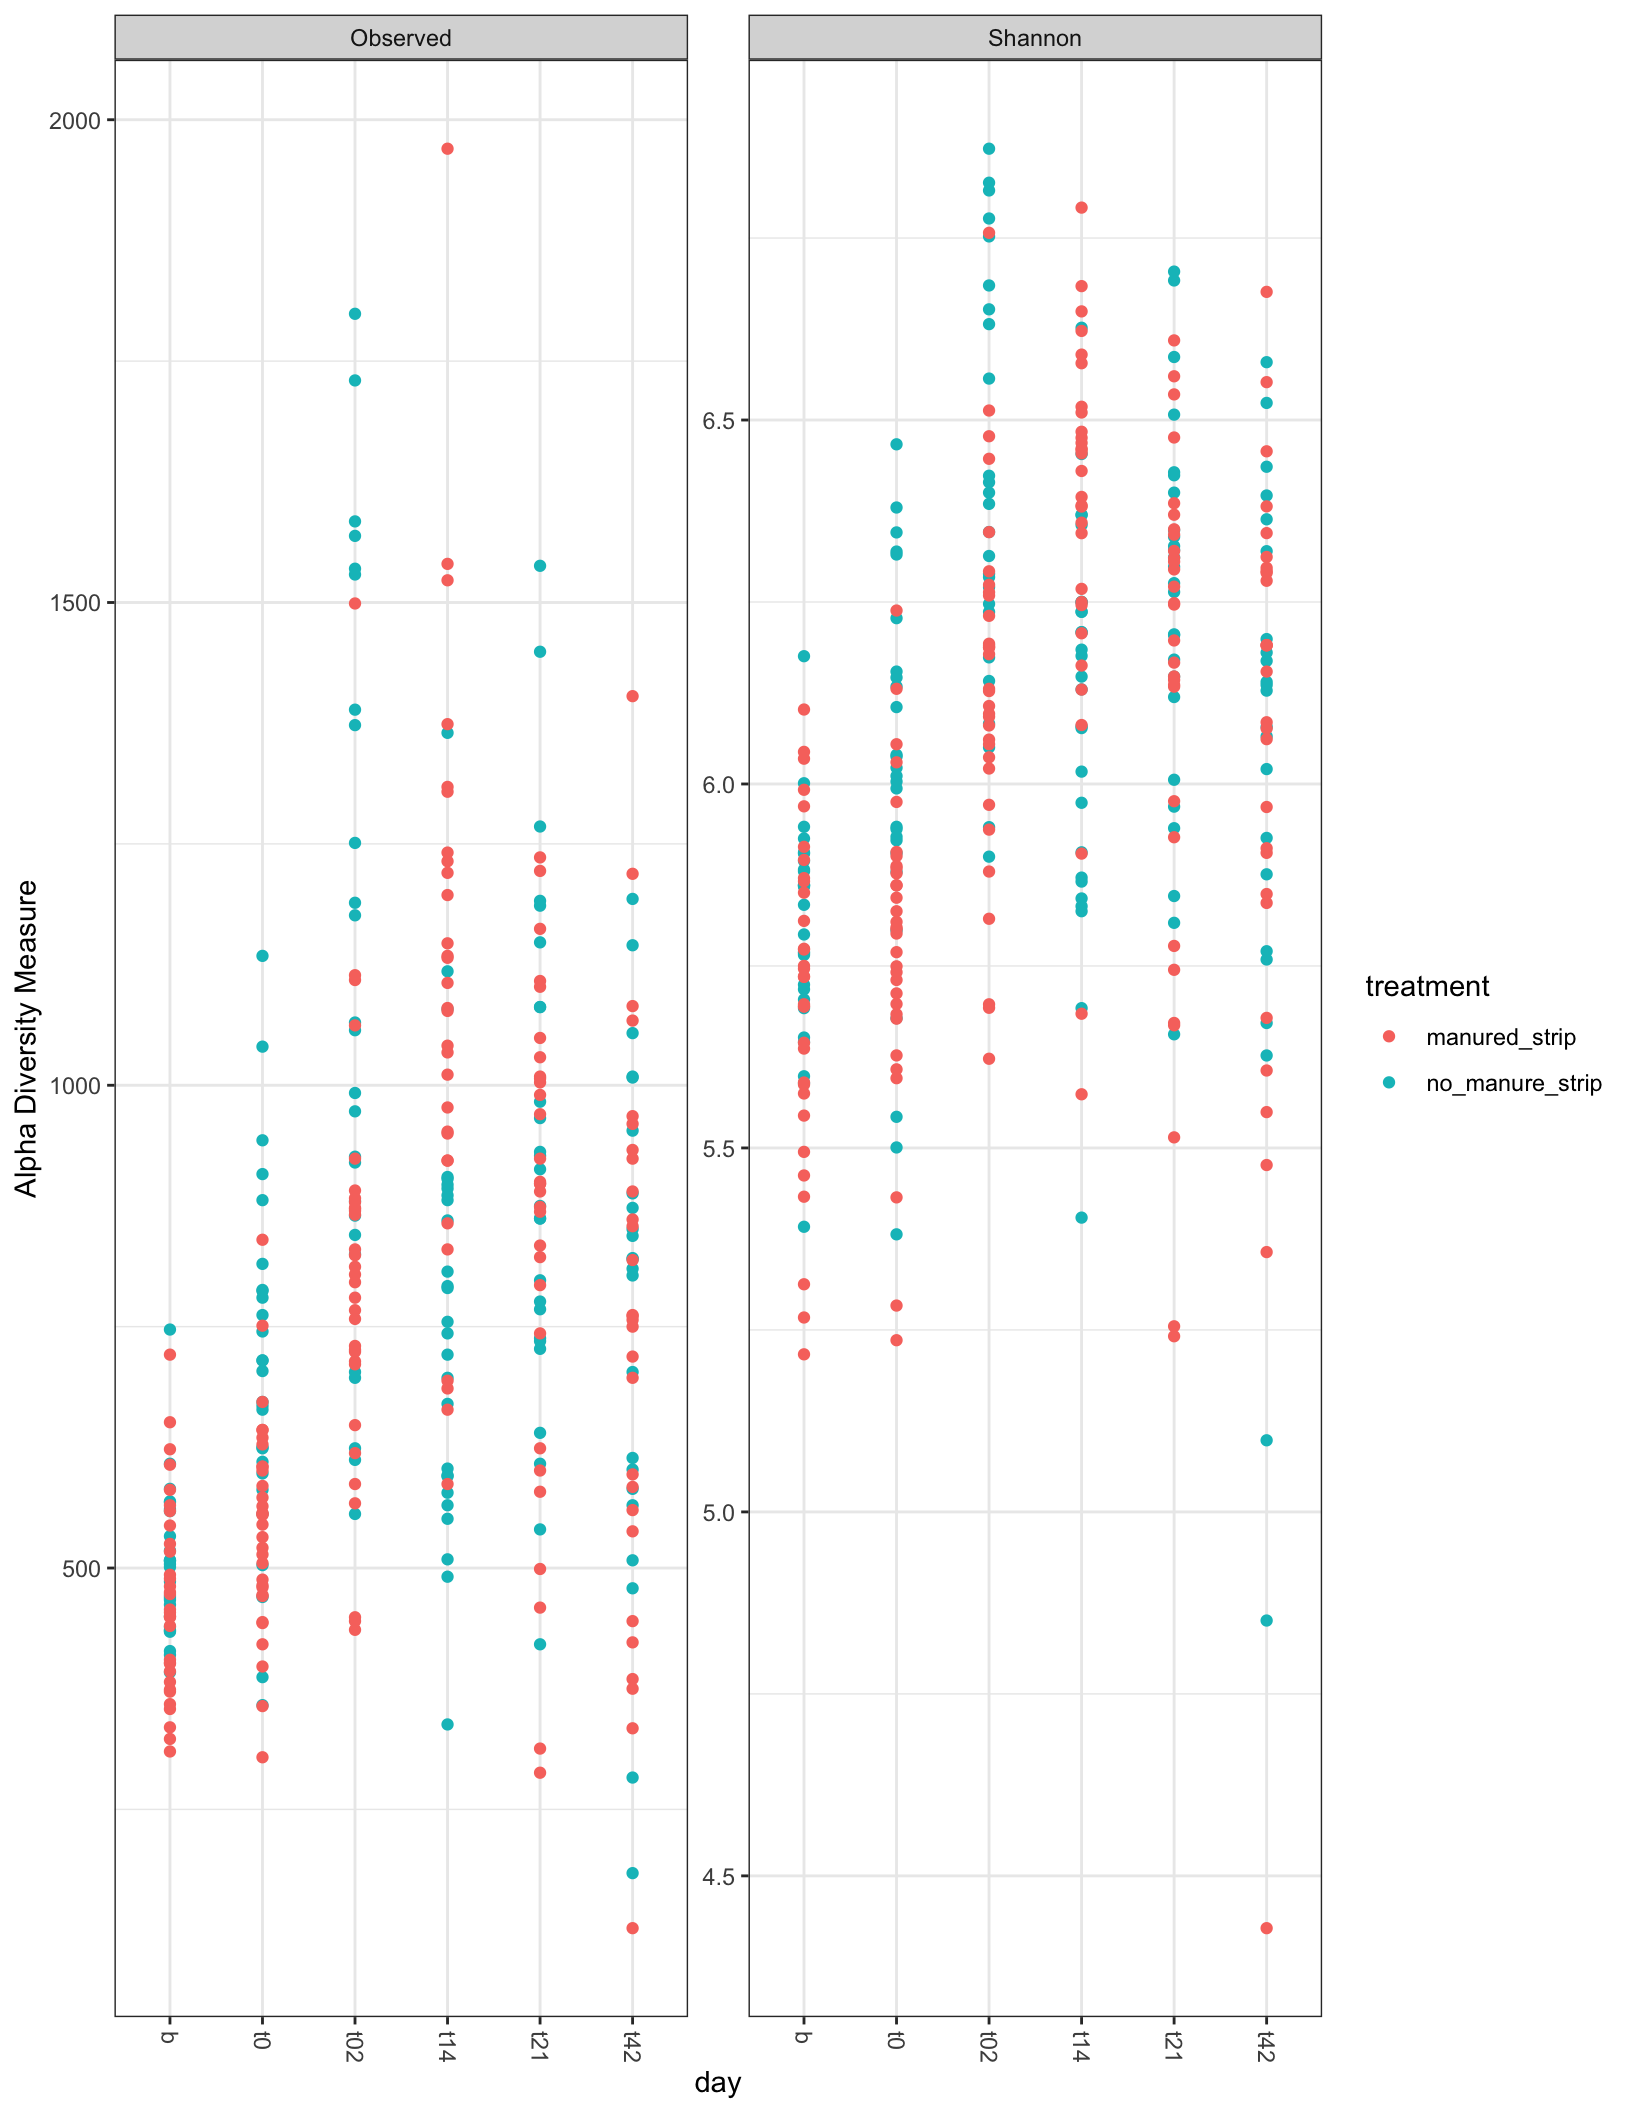 Observed
Shannon
Alpha Diversity Measure
2000
1500
1000
500
6.5
6.0
5.5
5.0
4.5
b
t0
t02
t14
t21
t42
b
t0
t02
t14
t21
t42
day
treatment
manured_strip
no_manure_strip